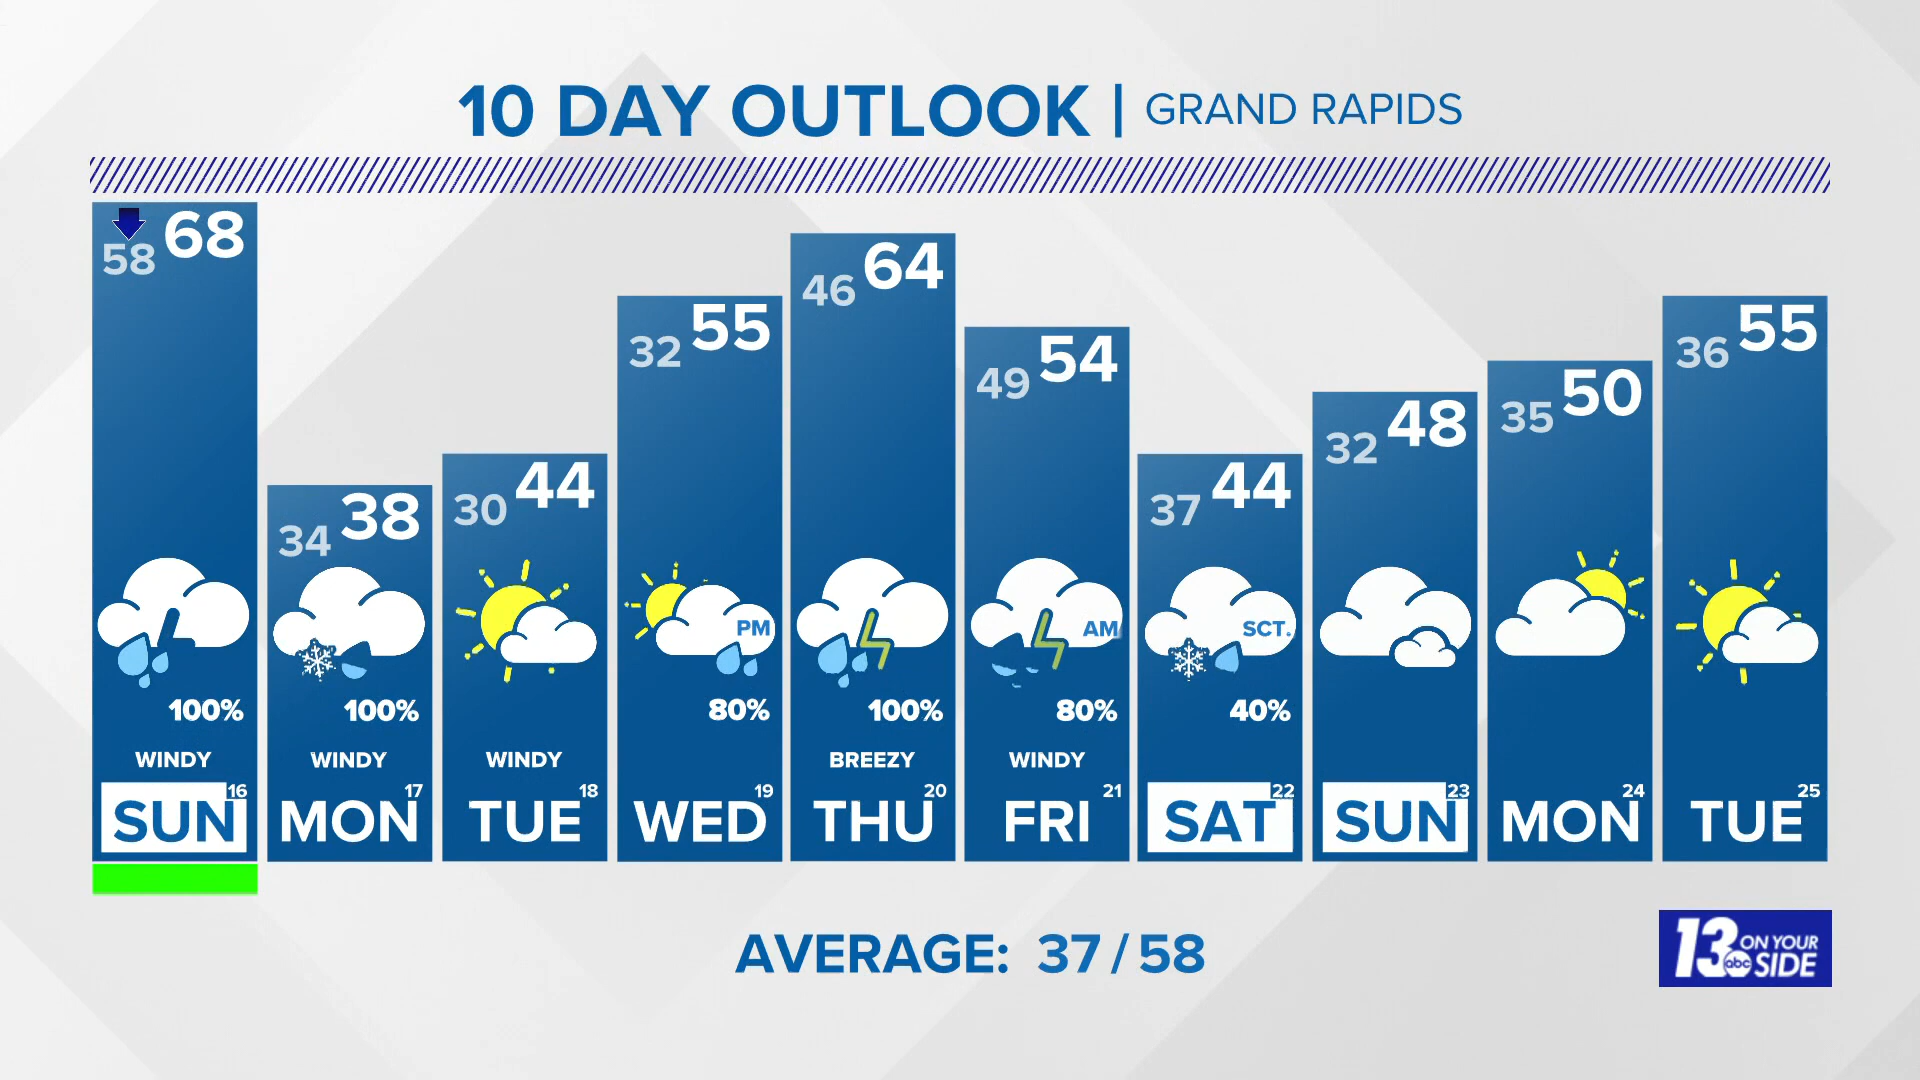 10 DAY OUTLOOK | GRAND RAPIDS
58 68
100%
WINDY
SUN 16
34 38
100%
WINDY
MON 17
30 44
WINDY
TUE 18
32 55
PM
80%
WED 19
46 64
100%
BREEZY
THU 20
49 54
AM
80%
WINDY
FRI 21
37 44
SCT.
40%
SAT 22
32 48
SUN 23
35 50
MON 24
36 55
TUE 25
AVERAGE: 37 / 58
13 ON YOUR
abc SIDE